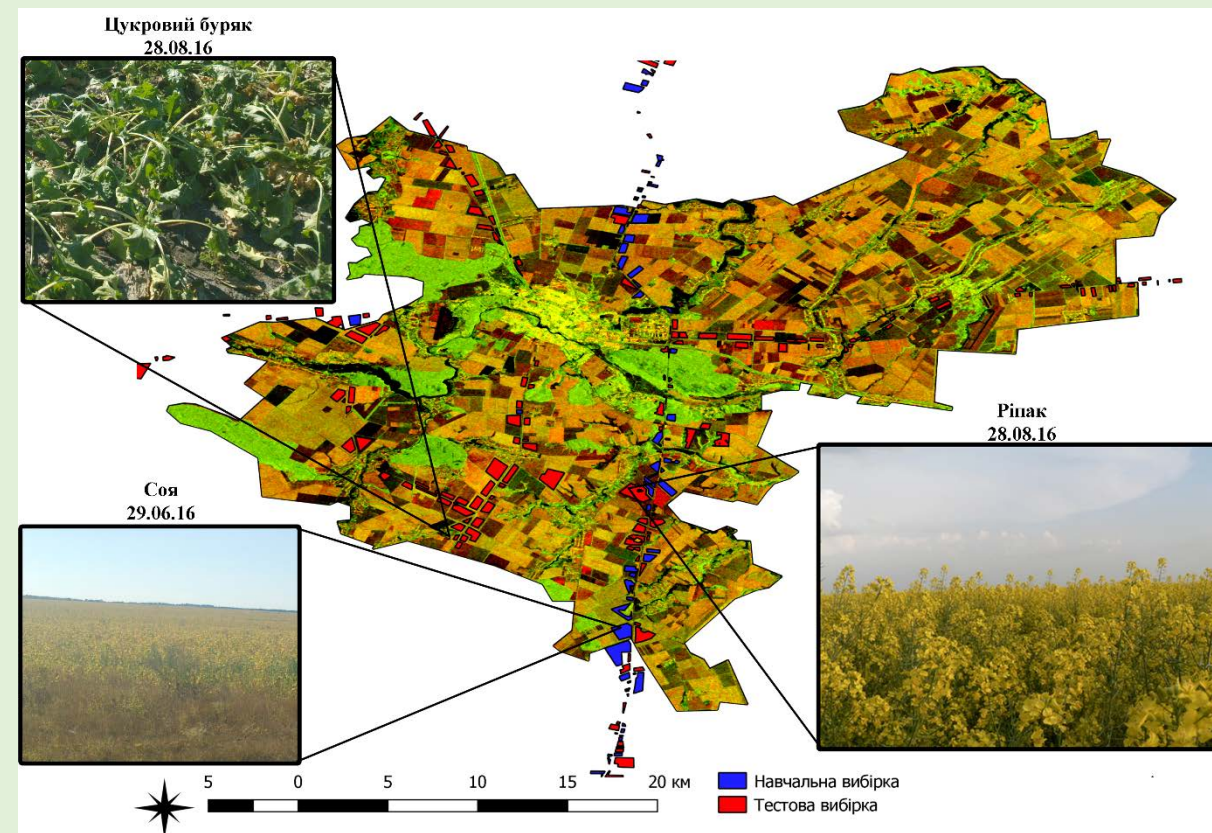 Цукровий буряк
28.08.16
Ріпак
28.08.16
Соя
29.06.16
5 0 5 10 15 20 км
Навчальна вибірка
Тестова вибірка